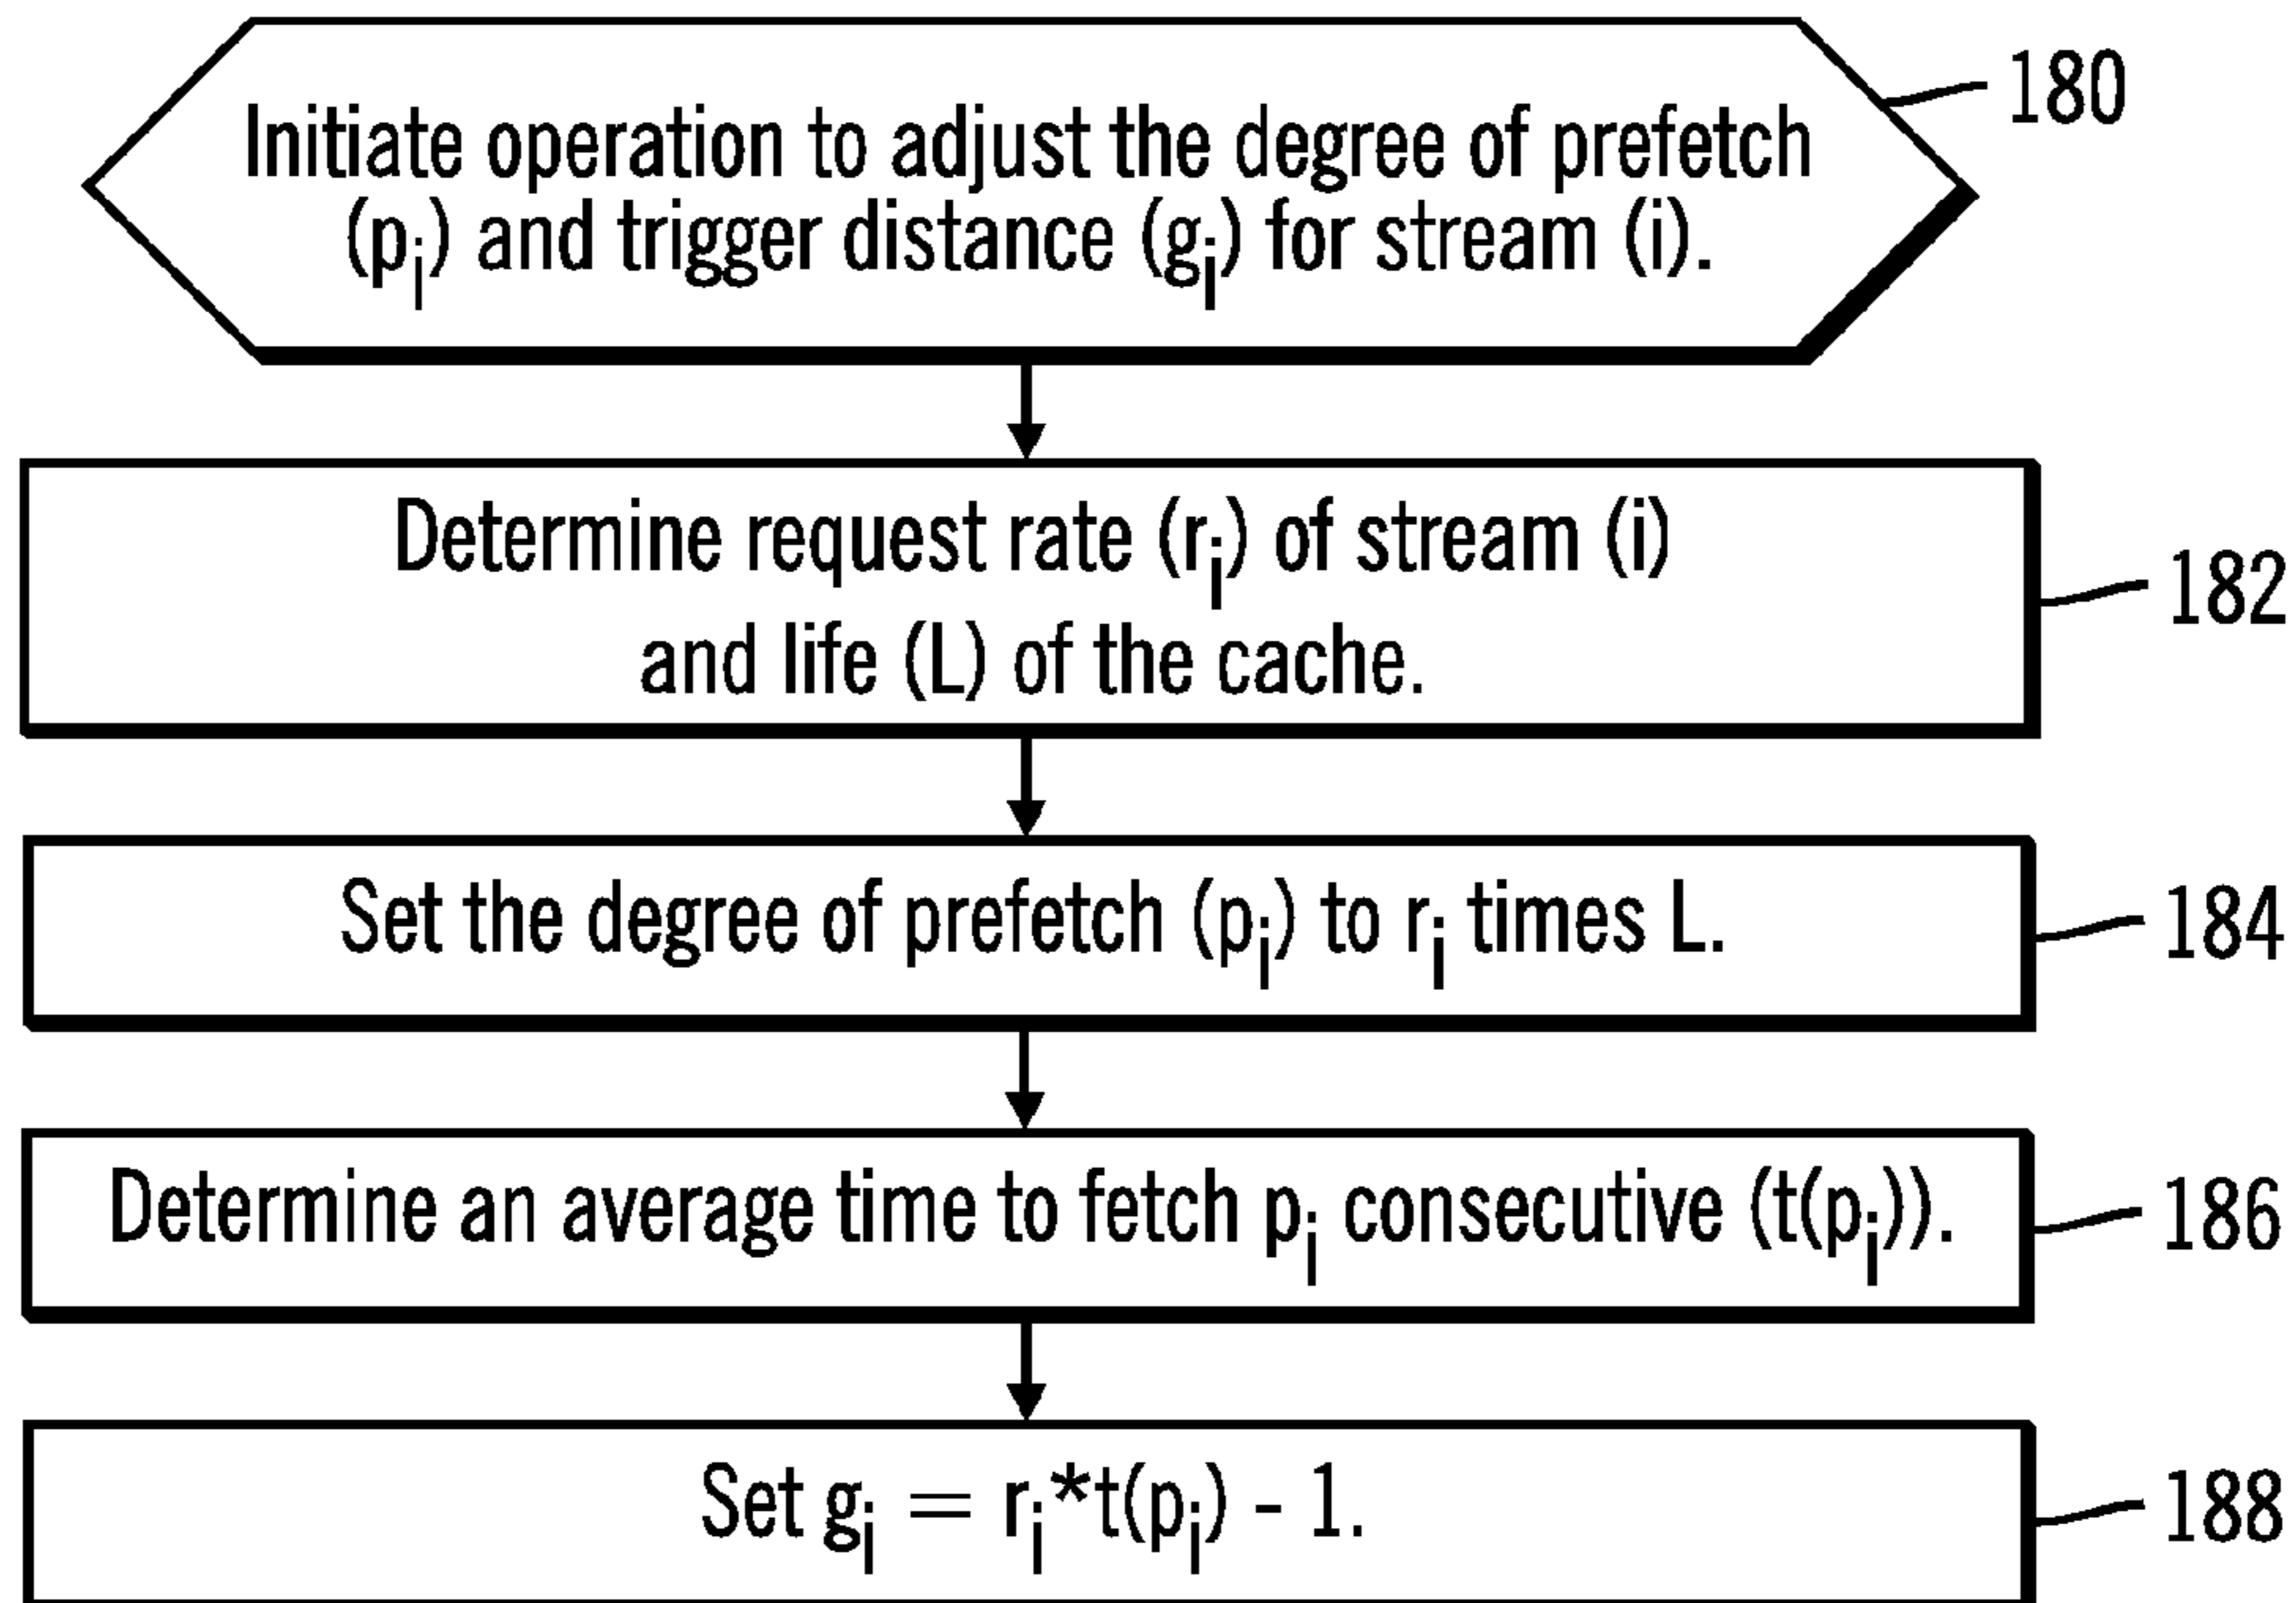 Initiate operation to adjust the degree of prefetch
(pi) and trigger distance (gi) for stream (i).
180
Determine request rate (ri) of stream (i)
and life (L) of the cache.
182
Set the degree of prefetch (pi) to ri times L.
184
Determine an average time to fetch pi consecutive (t(pi)).
186
Set gi = ri*t(pi) - 1.
188